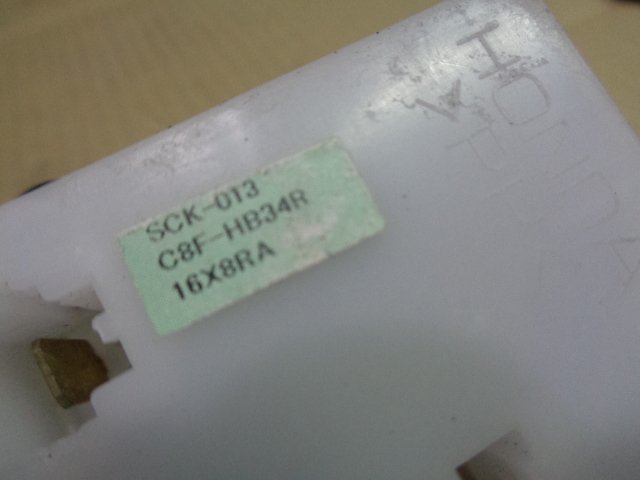 SCK-013
C8F-HB34R
16X8RA
HONDA